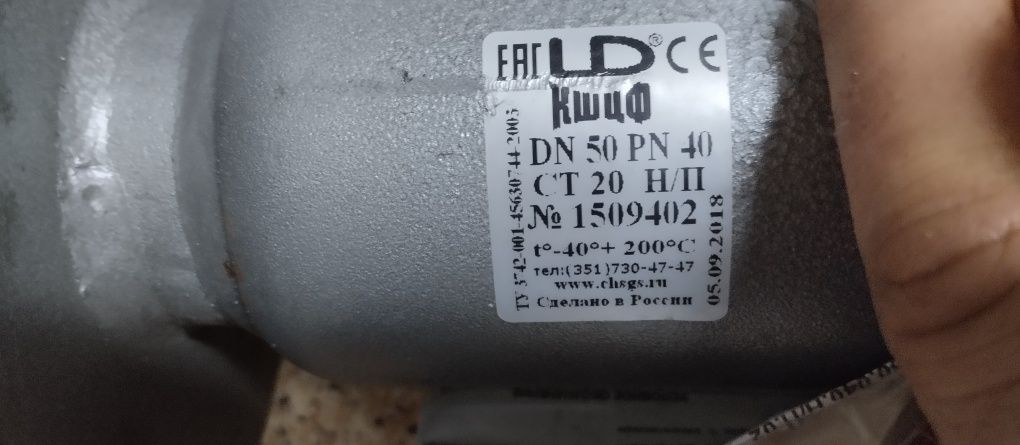 ЕАС LD® CE
КШЦФ
DN 50 PN 40
СТ 20 Н/П
№ 1509402
t°-40°+ 200°C
тел:(351)730-47-47
www.chsgs.ru
Сделано в России
ТУ 3742-001-45630744-2003
05.09.2018